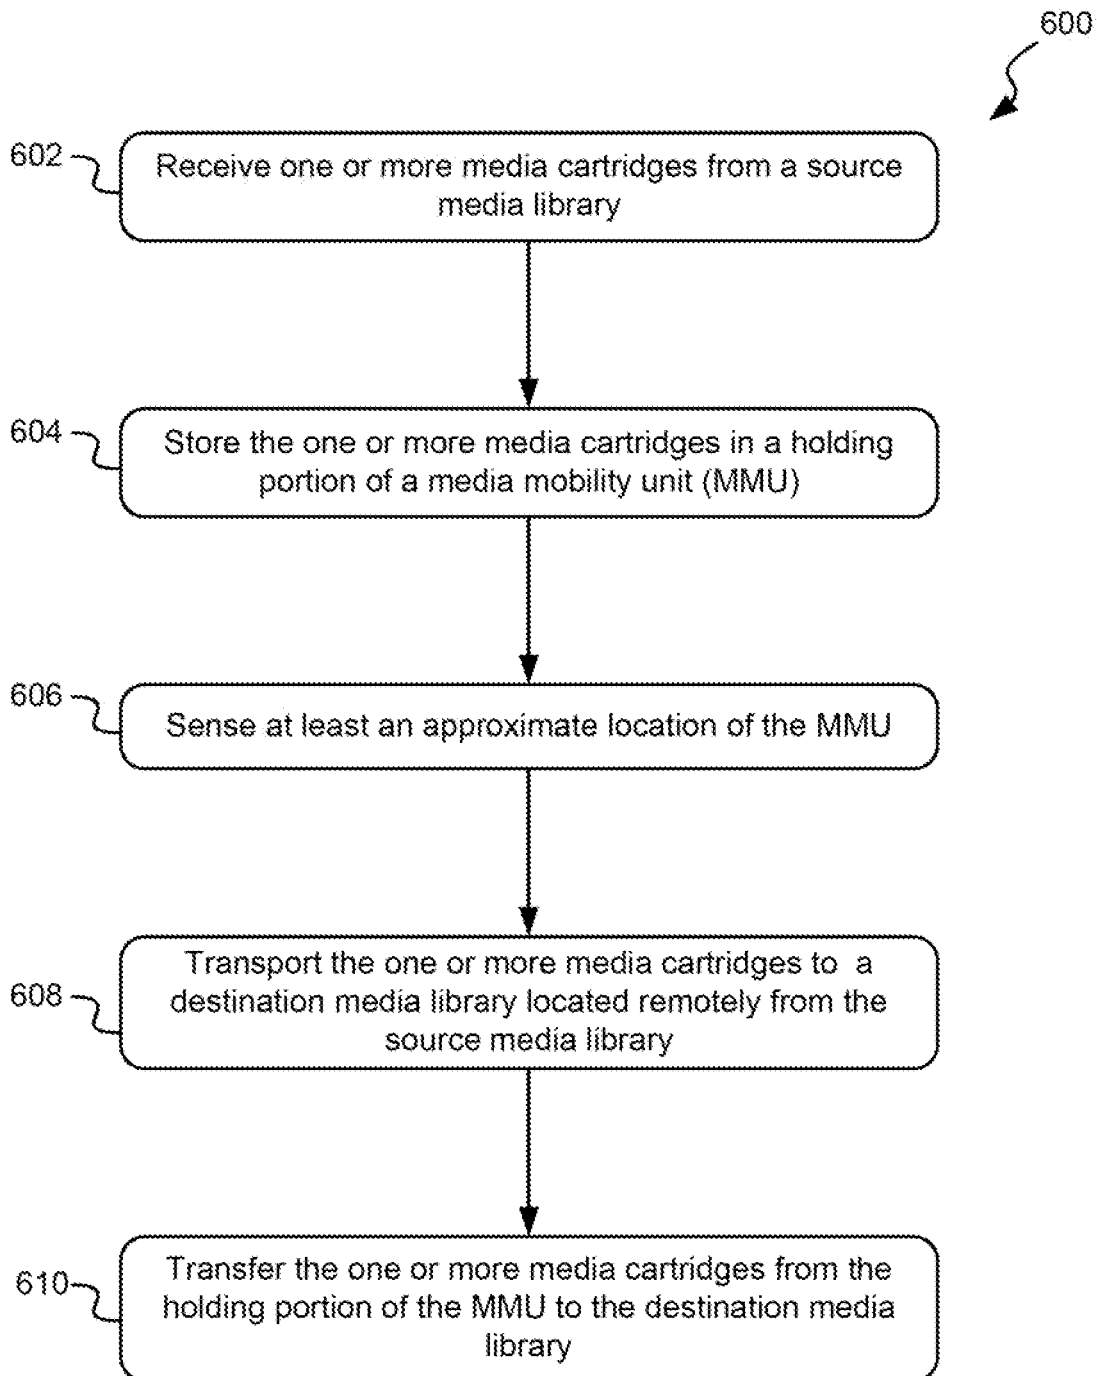 600
602
Receive one or more media cartridges from a source
media library
604
Store the one or more media cartridges in a holding
portion of a media mobility unit (MMU)
606
Sense at least an approximate location of the MMU
608
Transport the one or more media cartridges to a
destination media library located remotely from the
source media library
610
Transfer the one or more media cartridges from the
holding portion of the MMU to the destination media
library